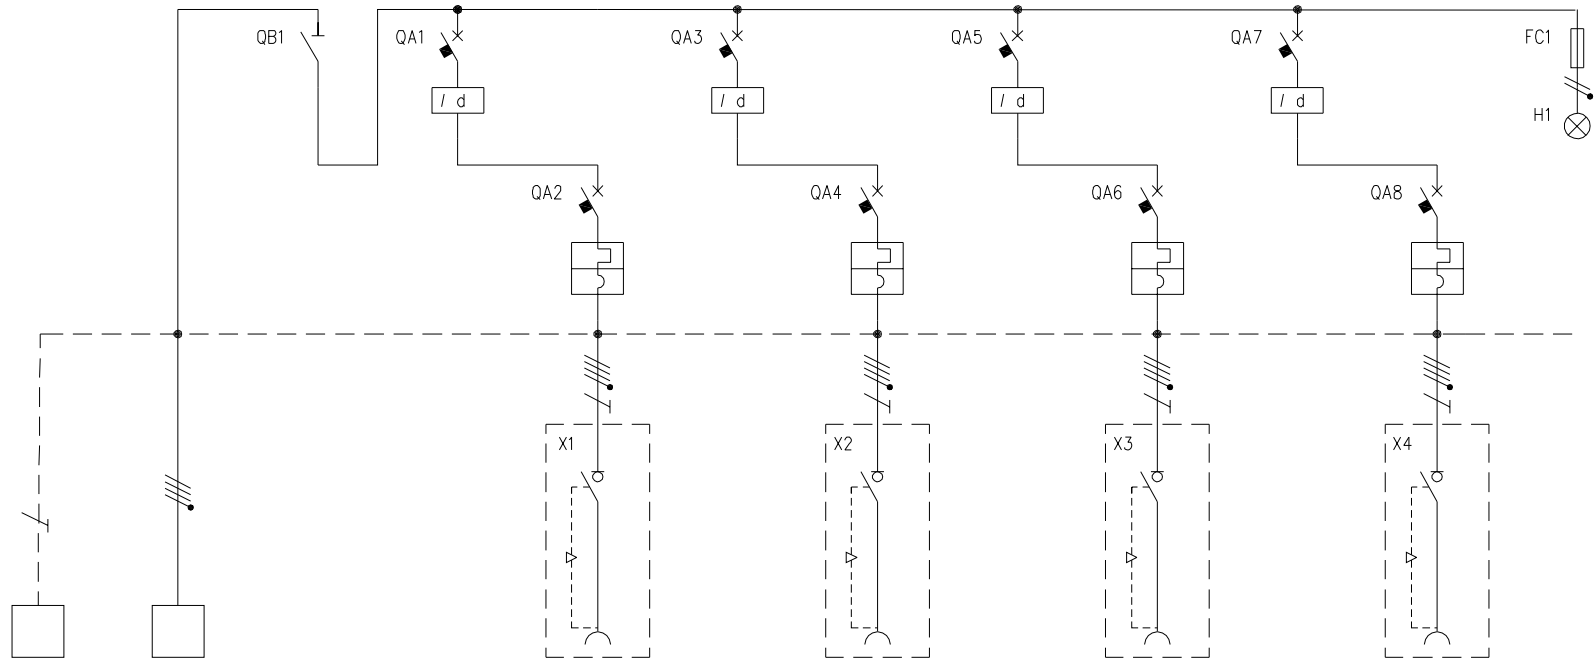 QB1 QA1 QA3 QA5 QA7 FC1
I d I d I d I d
H1
QA2 QA4 QA6 QA8
X1 X2 X3 X4